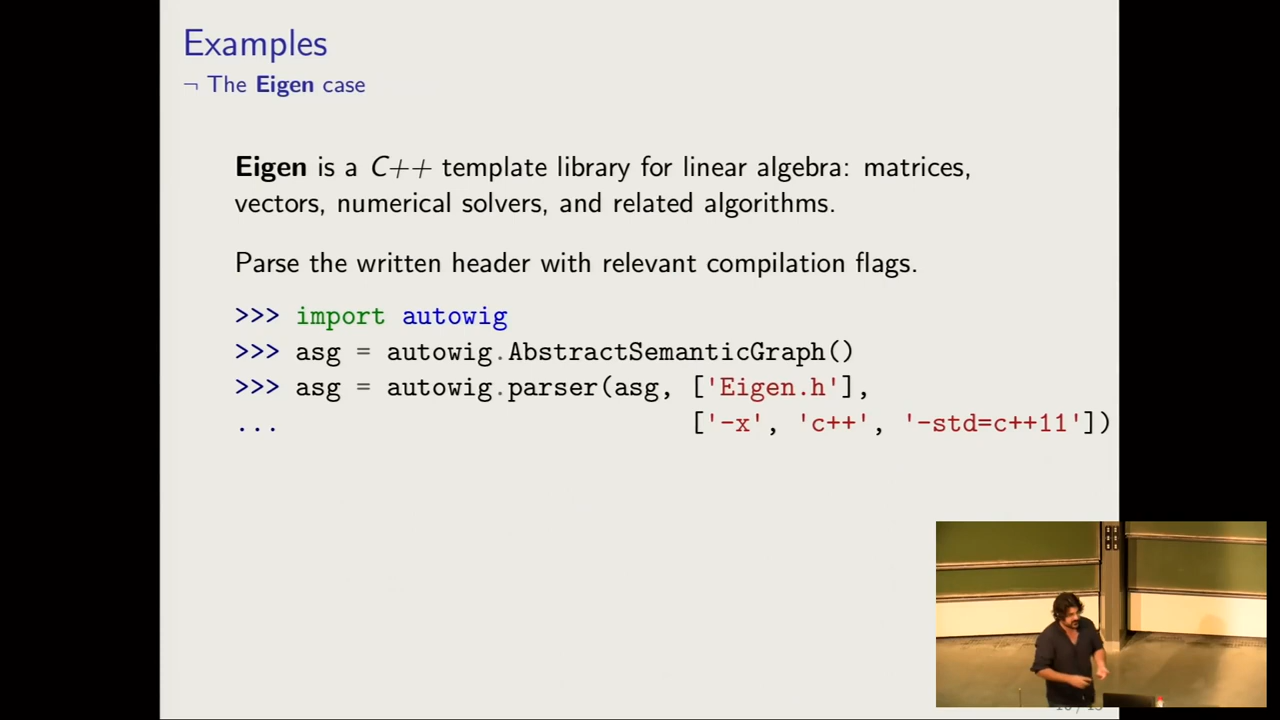 Examples
¬ The Eigen case
Eigen is a C++ template library for linear algebra: matrices,
vectors, numerical solvers, and related algorithms.
Parse the written header with relevant compilation flags.
>>> import autowig
>>> asg = autowig.AbstractSemanticGraph()
>>> asg = autowig.parser(asg, ['Eigen.h'],
... ['-x', 'c++', '-std=c++11'])